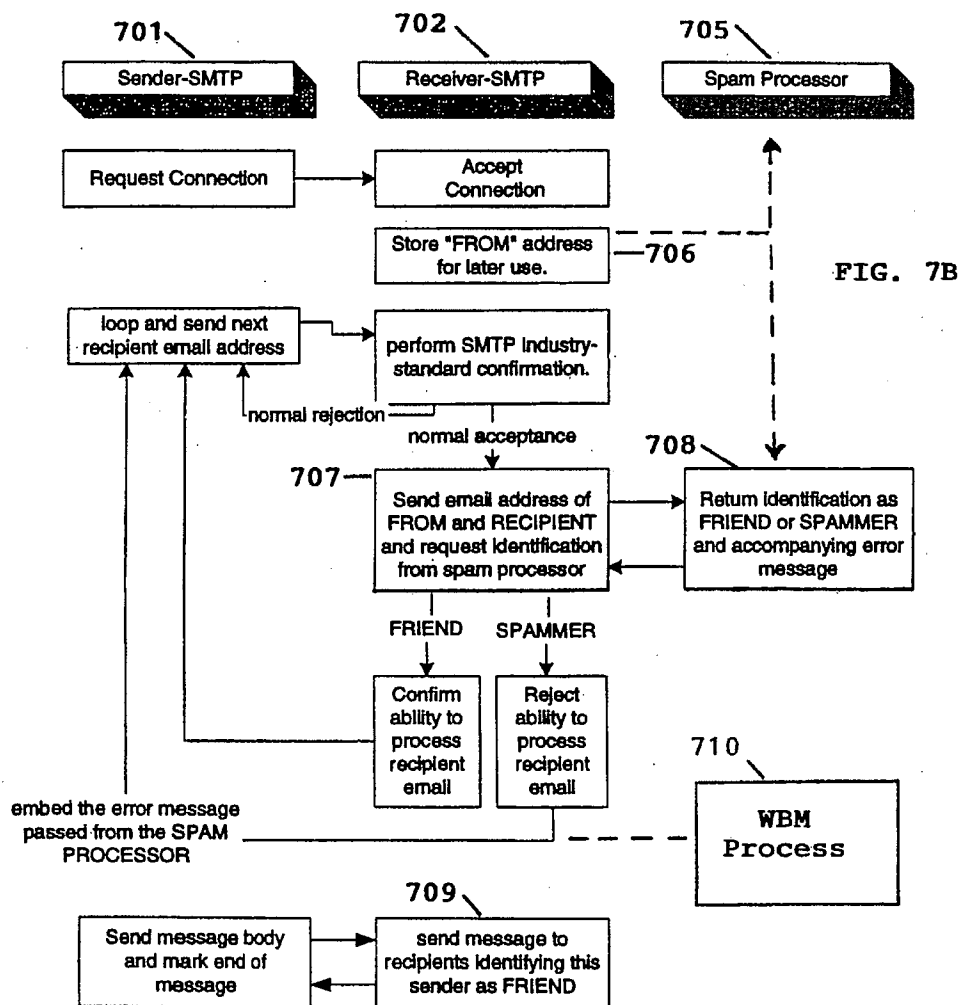 701
702
705
Sender-SMTP
Receiver-SMTP
Spam Processor
Request Connection
Accept
Connection
Store "FROM" address
for later use.
706
FIG. 7B
loop and send next
recipient email address
perform SMTP Industry-
standard confirmation.
normal rejection
normal acceptance
707
708
Send email address of
FROM and RECIPIENT
and request identification
from spam processor
Return identification as
FRIEND or SPAMMER
and accompanying error
message
FRIEND
SPAMMER
Confirm
ability to
process
recipient
email
Reject
ability to
process
recipient
email
710
WBM
Process
embed the error message
passed from the SPAM
PROCESSOR
709
Send message body
and mark end of
message
send message to
recipients identifying this
sender as FRIEND